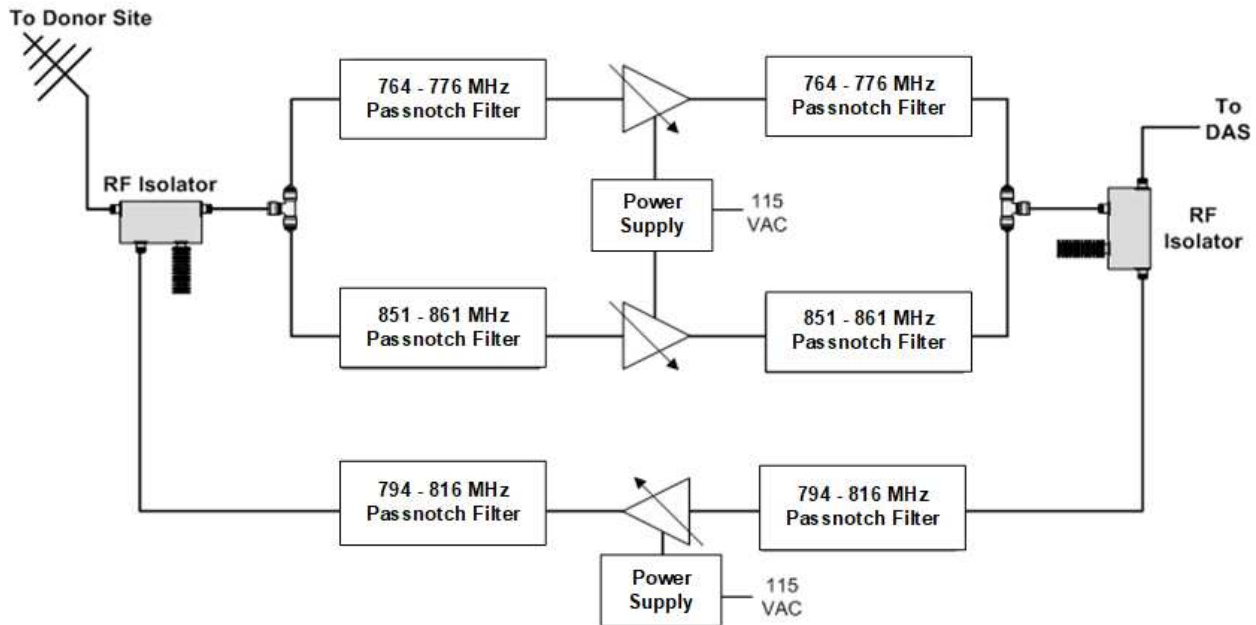 To Donor Site
764 - 776 MHz
Passnotch Filter
764 - 776 MHz
Passnotch Filter
To
DAS
RF Isolator
Power
Supply
115
VAC
RF
Isolator
851 - 861 MHz
Passnotch Filter
851 - 861 MHz
Passnotch Filter
794 - 816 MHz
Passnotch Filter
794 - 816 MHz
Passnotch Filter
Power
Supply
115
VAC